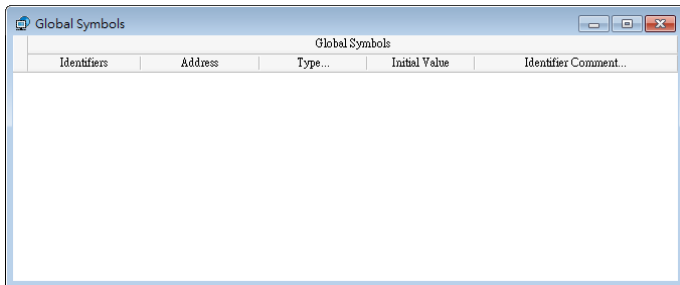 Global Symbols
Global Symbols
Identifiers Address Type... Initial Value Identifier Comment...